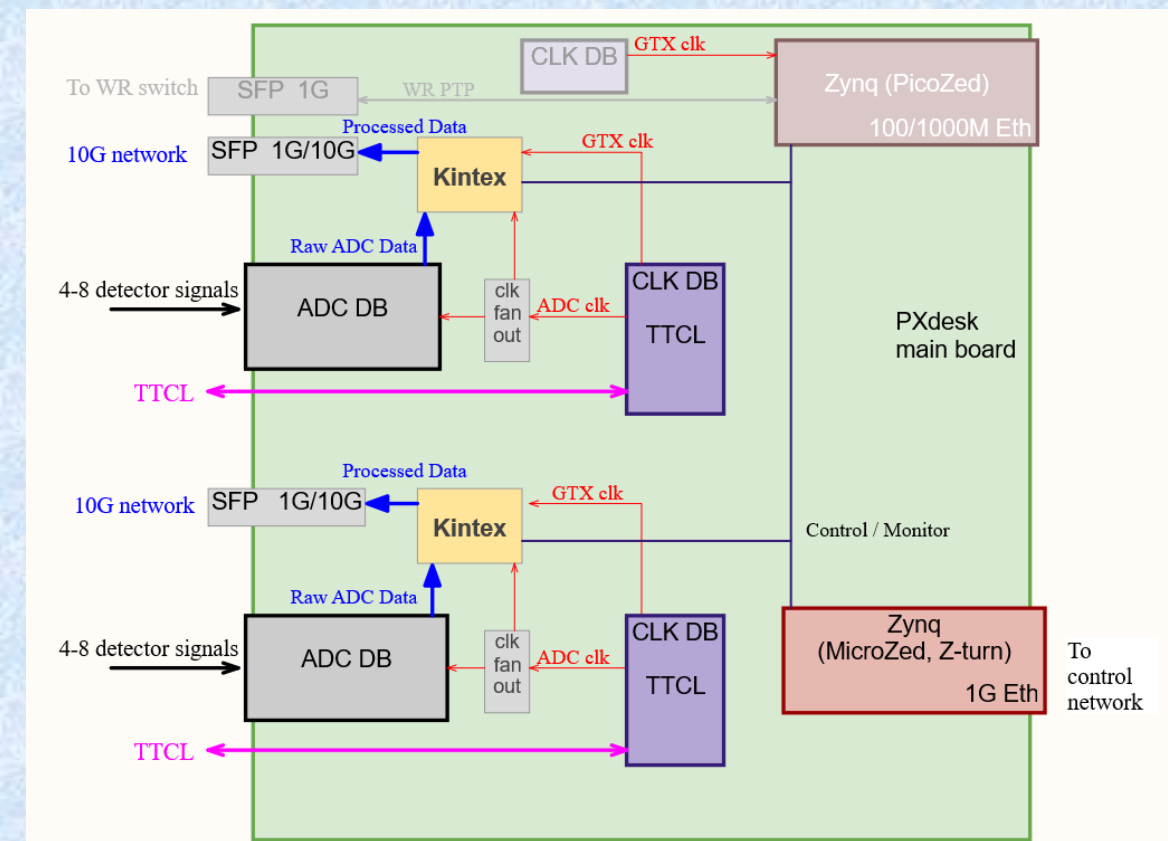 CLK DB
GTX clk
Zynq (PicoZed)
100/1000M Eth
To WR switch
SFP 1G
WR PTP
Processed Data
10G network
SFP 1G/10G
Kintex
GTX clk
Raw ADC Data
4-8 detector signals
ADC DB
clk
fan
out
ADC clk
CLK DB
TTCL
PXdesk
main board
TTCL
Processed Data
10G network
SFP 1G/10G
Kintex
GTX clk
Control / Monitor
Raw ADC Data
4-8 detector signals
ADC DB
clk
fan
out
ADC clk
CLK DB
TTCL
Zynq
(MicroZed, Z-turn)
1G Eth
To
control
network
TTCL